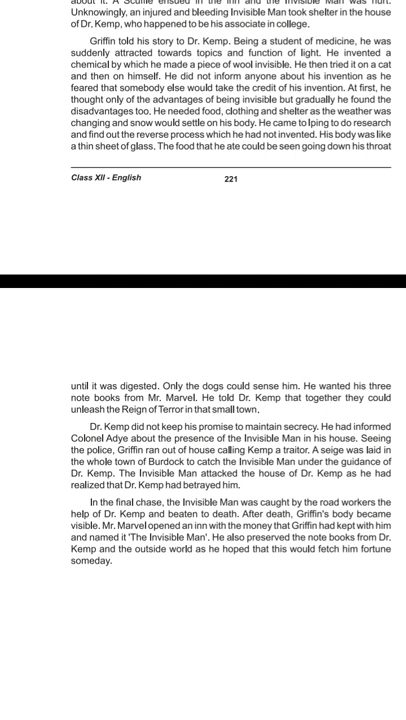 about it. A Scuffle ensued in the Inn and the Invisible Man was hurt.
Unknowingly, an injured and bleeding Invisible Man took shelter in the house
of Dr. Kemp, who happened to be his associate in college.
Griffin told his story to Dr. Kemp. Being a student of medicine, he was
suddenly attracted towards topics and function of light. He invented a
chemical by which he made a piece of wool invisible. He then tried it on a cat
and then on himself. He did not inform anyone about his invention as he
feared that somebody else would take the credit of his invention. At first, he
thought only of the advantages of being invisible but gradually he found the
disadvantages too. He needed food, clothing and shelter as the weather was
changing and snow would settle on his body. He came to Iping to do research
and find out the reverse process which he had not invented. His body was like
a thin sheet of glass. The food that he ate could be seen going down his throat
Class XII - English 221
until it was digested. Only the dogs could sense him. He wanted his three
note books from Mr. Marvel. He told Dr. Kemp that together they could
unleash the Reign of Terror in that small town.
Dr. Kemp did not keep his promise to maintain secrecy. He had informed
Colonel Adye about the presence of the Invisible Man in his house. Seeing
the police, Griffin ran out of house calling Kemp a traitor. A seige was laid in
the whole town of Burdock to catch the Invisible Man under the guidance of
Dr. Kemp. The Invisible Man attacked the house of Dr. Kemp as he had
realized that Dr. Kemp had betrayed him.
In the final chase, the Invisible Man was caught by the road workers the
help of Dr. Kemp and beaten to death. After death, Griffin's body became
visible. Mr. Marvel opened an inn with the money that Griffin had kept with him
and named it 'The Invisible Man'. He also preserved the note books from Dr.
Kemp and the outside world as he hoped that this would fetch him fortune
someday.